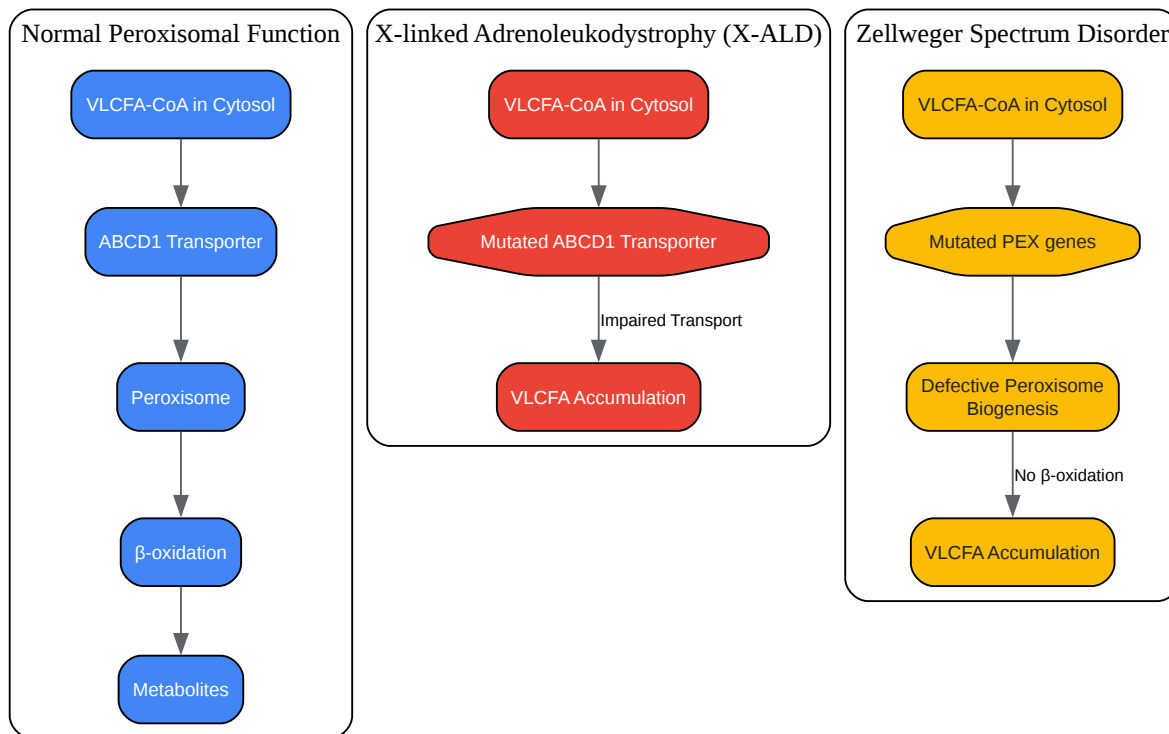 Normal Peroxisomal Function
VLCFA-CoA in Cytosol
ABCD1 Transporter
Peroxisome
β-oxidation
Metabolites
X-linked Adrenoleukodystrophy (X-ALD)
VLCFA-CoA in Cytosol
Mutated ABCD1 Transporter
Impaired Transport
VLCFA Accumulation
Zellweger Spectrum Disorder
VLCFA-CoA in Cytosol
Mutated PEX genes
Defective Peroxisome
Biogenesis
No β-oxidation
VLCFA Accumulation